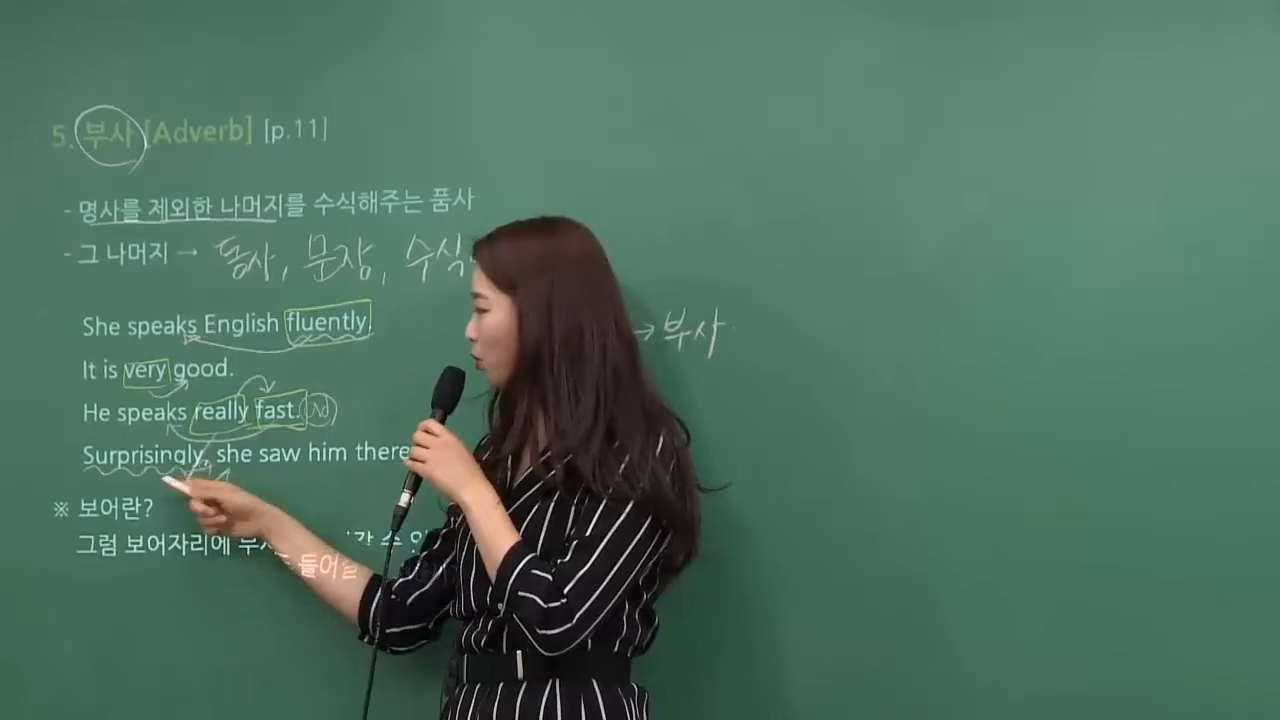 5. 부사 [Adverb] [p.11]
- 명사를 제외한 나머지를 수식해주는 품사
- 그 나머지 → 동사, 문장, 수식
She speaks English fluently.
→ 부사
It is very good.
He speaks really fast.
Surprisingly, she saw him there
※ 보어란?
그럼 보어자리에